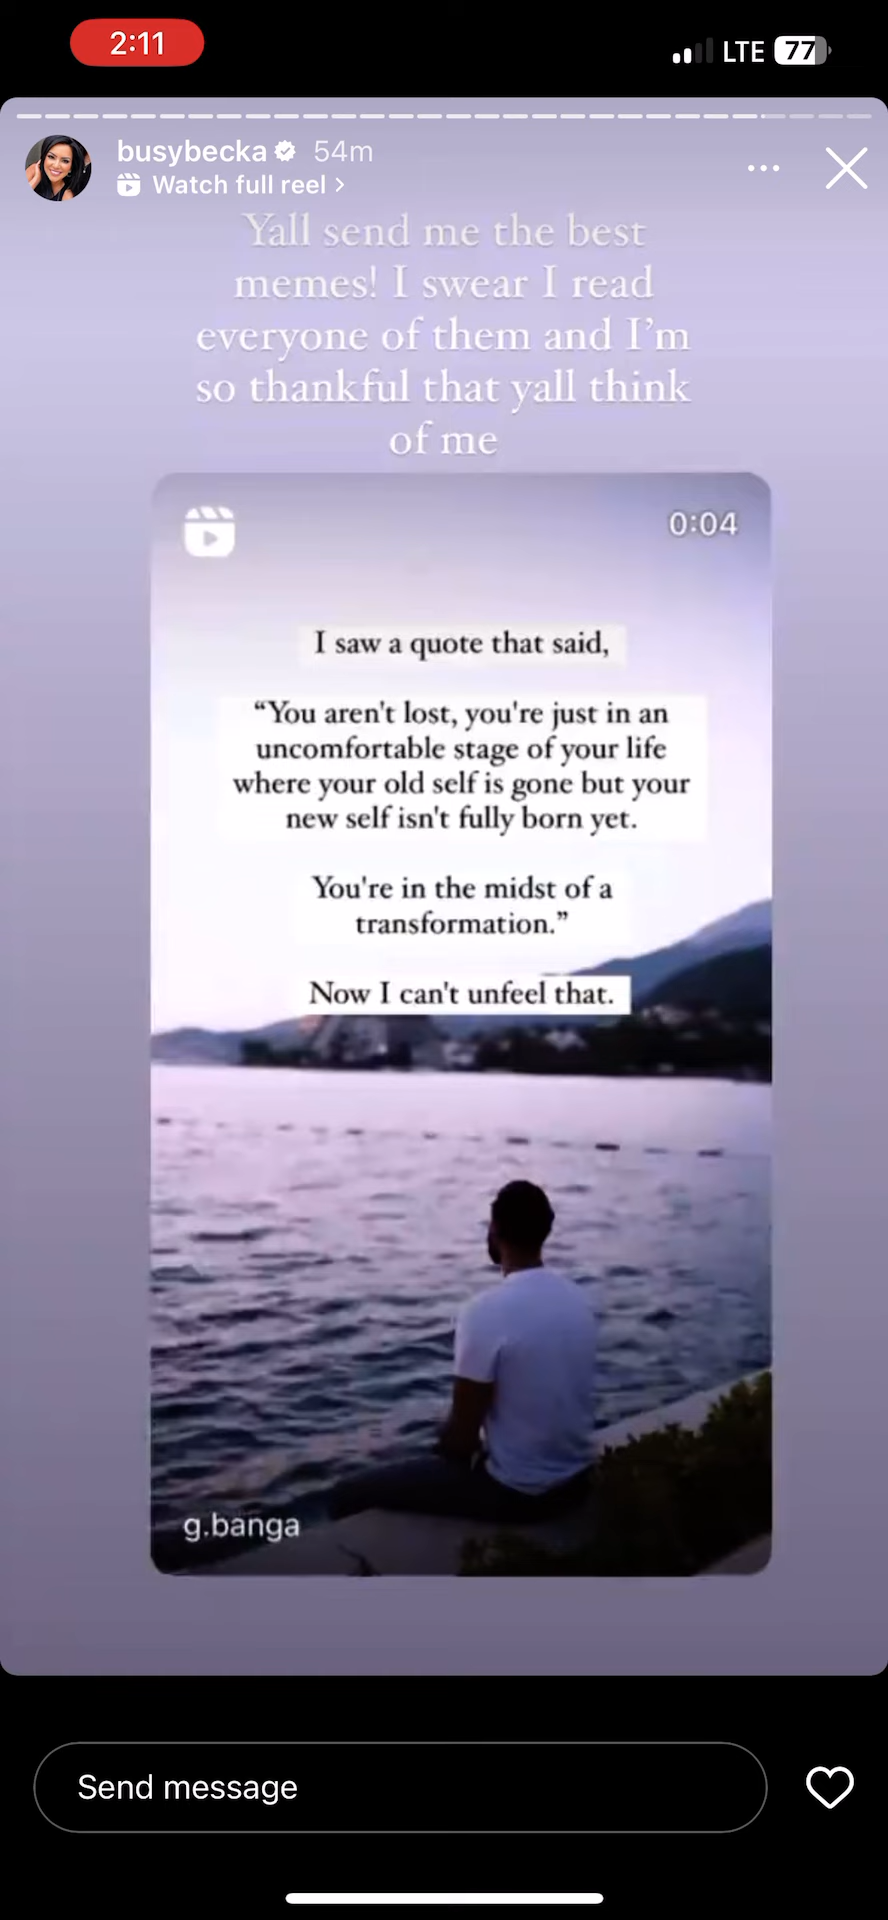 2:11
LTE 77
busybecka 54m
Watch full reel >
Yall send me the best
memes! I swear I read
everyone of them and I’m
so thankful that yall think
of me
0:04
I saw a quote that said,
“You aren't lost, you're just in an
uncomfortable stage of your life
where your old self is gone but your
new self isn't fully born yet.
You're in the midst of a
transformation.”
Now I can't unfeel that.
g.banga
Send message